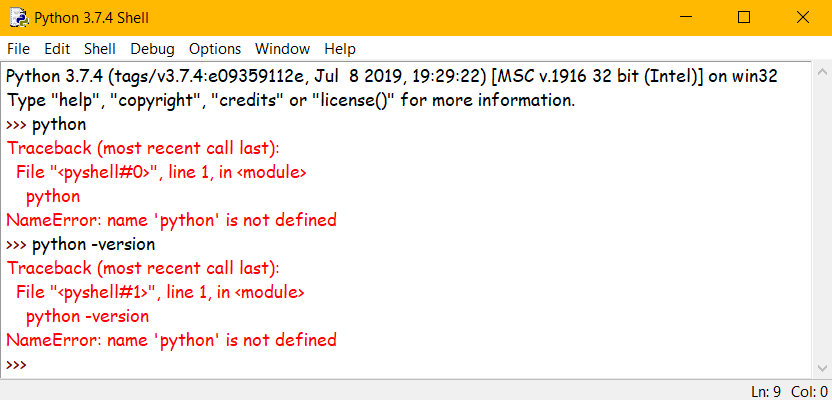 Python 3.7.4 Shell
File Edit Shell Debug Options Window Help
Python 3.7.4 (tags/v3.7.4:e09359112e, Jul  8 2019, 19:29:22) [MSC v.1916 32 bit (Intel)] on win32
Type "help", "copyright", "credits" or "license()" for more information.
>>> python
Traceback (most recent call last):
  File "<pyshell#0>", line 1, in <module>
    python
NameError: name 'python' is not defined
>>> python -version
Traceback (most recent call last):
  File "<pyshell#1>", line 1, in <module>
    python -version
NameError: name 'python' is not defined
>>>
Ln: 9 Col: 0